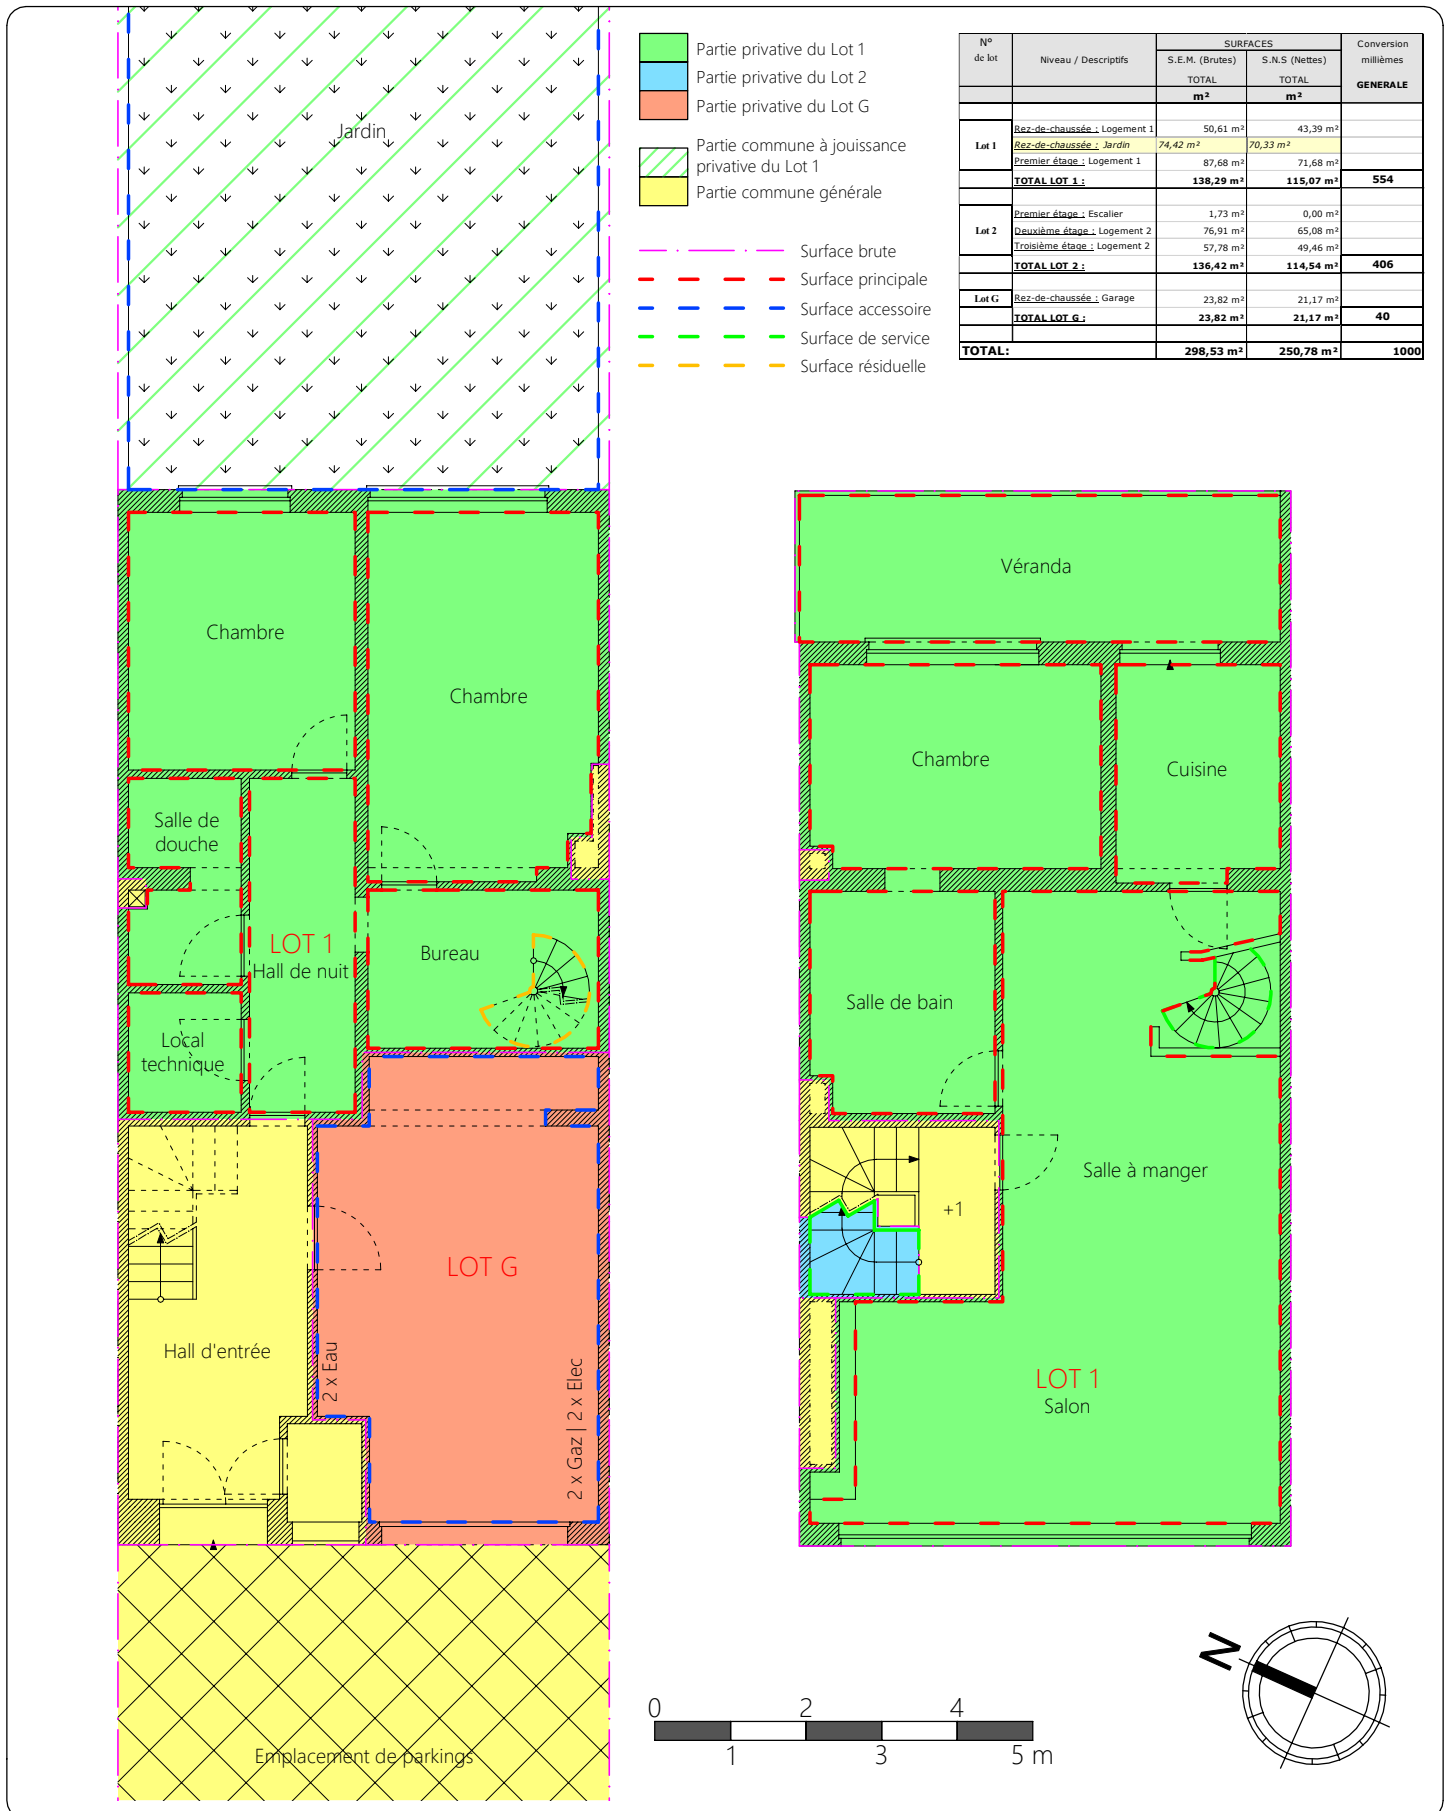 Partie privative du Lot 1
Partie privative du Lot 2
Partie privative du Lot G
Partie commune à jouissance
privative du Lot 1
Partie commune générale
Surface brute
Surface principale
Surface accessoire
Surface de service
Surface résiduelle
N° de lot Niveau / Descriptifs SURFACES Conversion millièmes
S.E.M. (Brutes) S.N.S (Nettes)
TOTAL TOTAL GENERALE
m² m²
Lot 1
Rez-de-chaussée : Logement 1 50,61 m² 43,39 m²
Rez-de-chaussée : Jardin 74,42 m² 70,33 m²
Premier étage : Logement 1 87,68 m² 71,68 m²
TOTAL LOT 1 : 138,29 m² 115,07 m² 554
Lot 2
Premier étage : Escalier 1,73 m² 0,00 m²
Deuxième étage : Logement 2 76,91 m² 65,08 m²
Troisième étage : Logement 2 57,78 m² 49,46 m²
TOTAL LOT 2 : 136,42 m² 114,54 m² 406
Lot G Rez-de-chaussée : Garage 23,82 m² 21,17 m²
TOTAL LOT G : 23,82 m² 21,17 m² 40
TOTAL: 298,53 m² 250,78 m² 1000
Jardin
Chambre
Chambre
Salle de
douche
LOT 1
Hall de nuit
Bureau
Local
technique
LOT G
Hall d'entrée
2 x Eau
2 x Gaz | 2 x Elec
Emplacement de parkings
Véranda
Chambre
Cuisine
Salle de bain
Salle à manger
+1
LOT 1
Salon
0 2 4
1 3 5 m
N